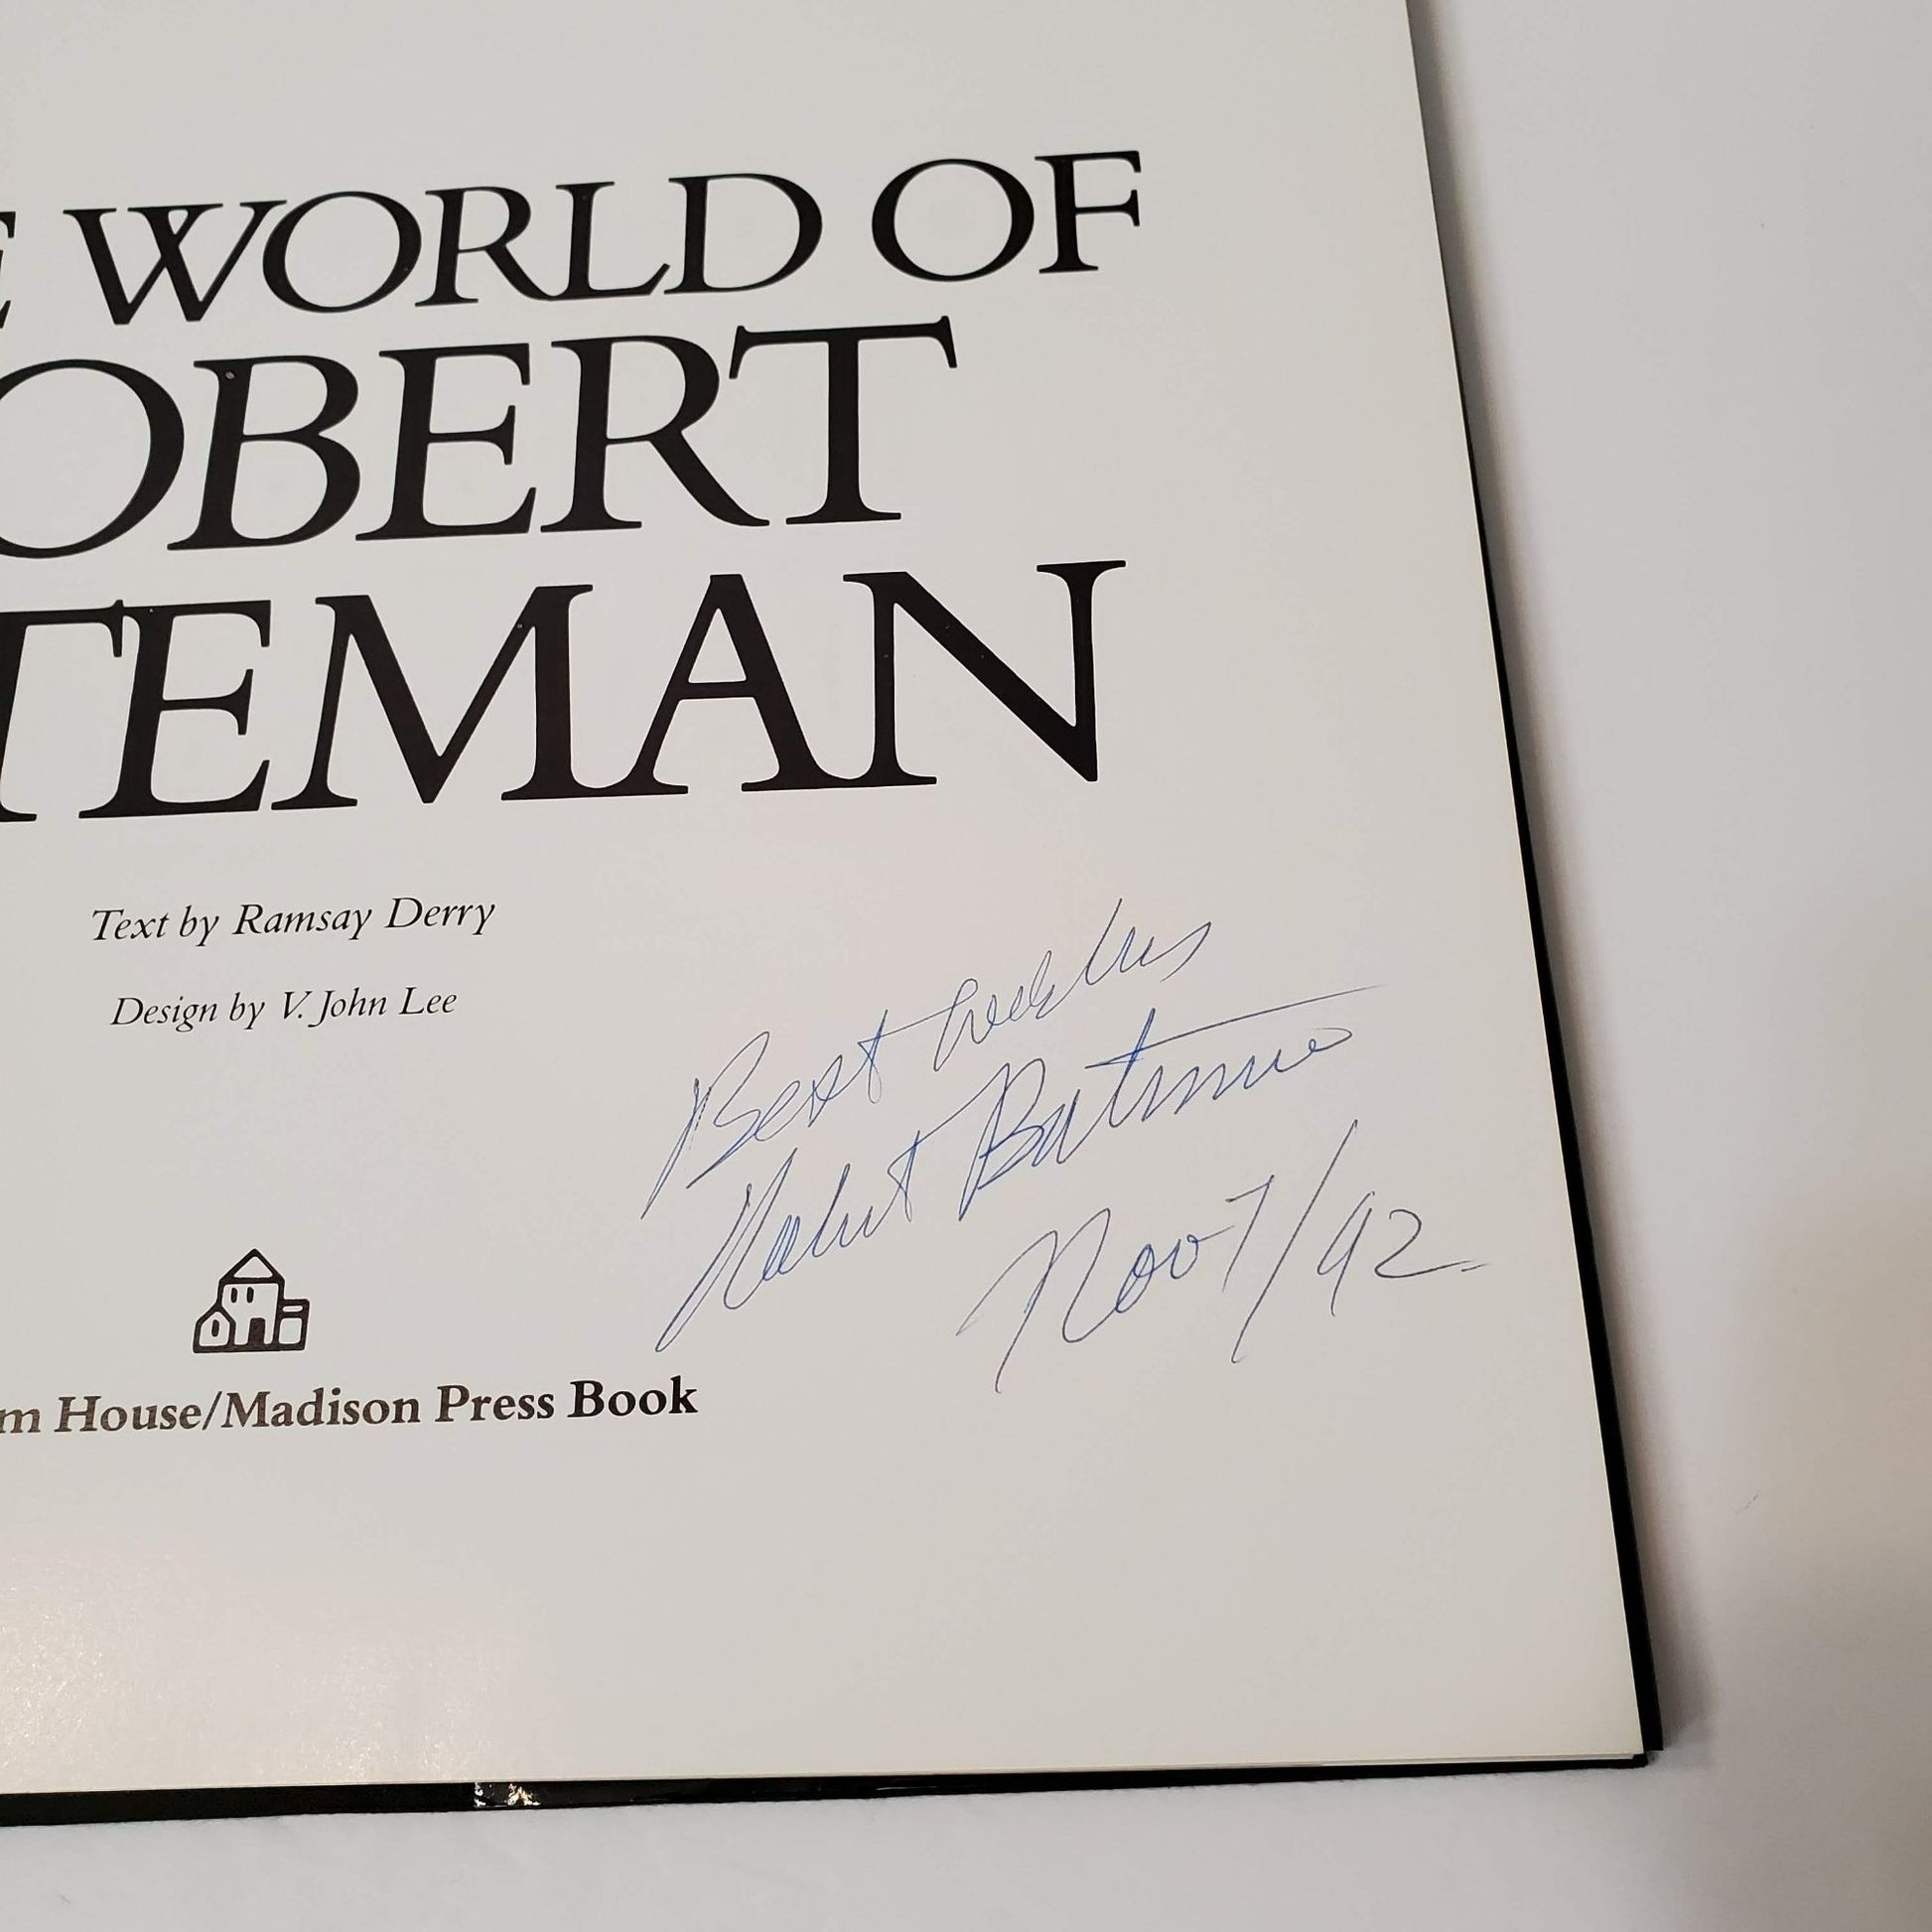 E WORLD OF
OBERT
TEMAN
Text by Ramsay Derry
Design by V. John Lee
Best wishes
Robert Bateman
Nov 7/92
m House/Madison Press Book